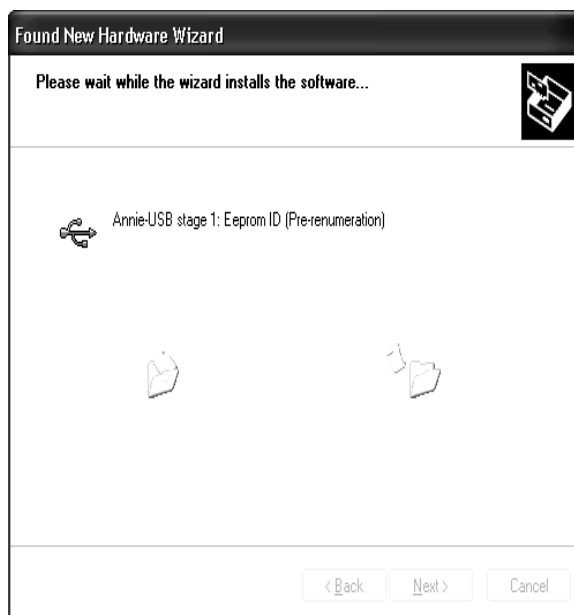 Found New Hardware Wizard
Please wait while the wizard installs the software...
Annie-USB stage 1: Eeprom ID (Pre-renumeration)
< Back Next > Cancel